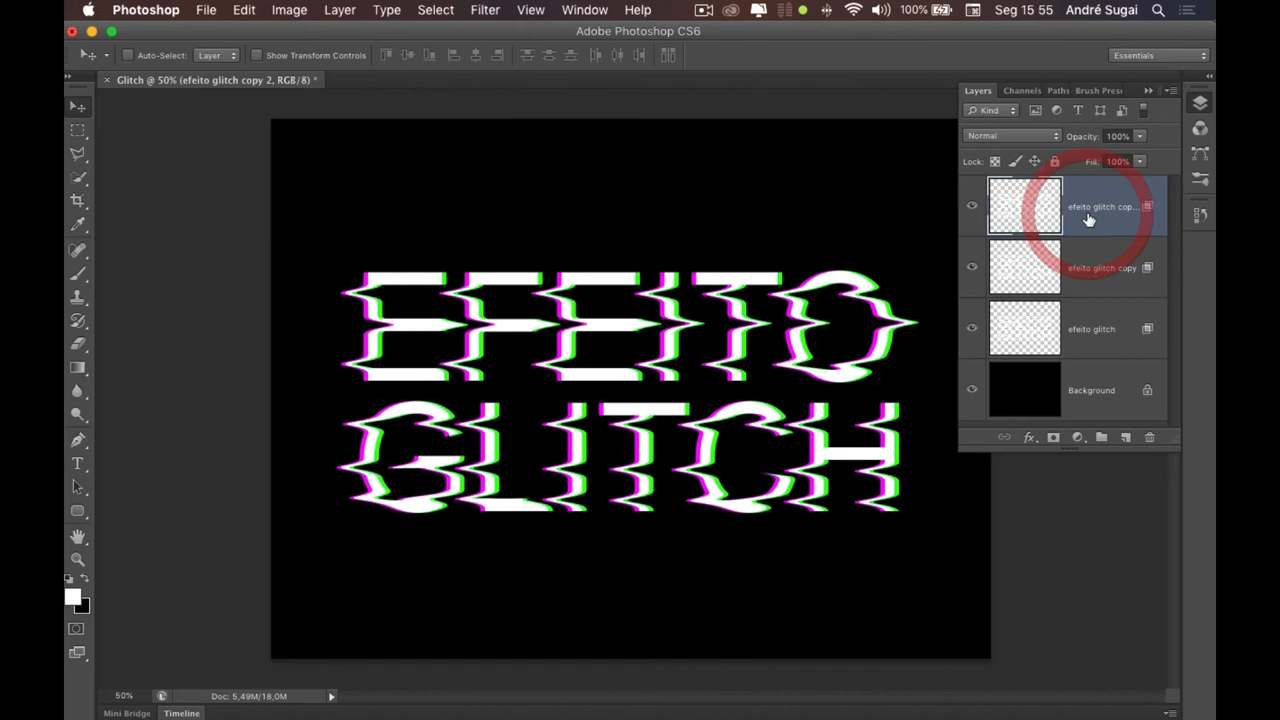 Photoshop File Edit Image Layer Type Select Filter View Window Help 100% Seg 15 55 André Sugai
Adobe Photoshop CS6
Auto-Select: Layer Show Transform Controls Essentials
Glitch @ 50% (efeito glitch copy 2, RGB/8) *
Layers Channels Paths Brush Pres
Kind
Normal Opacity: 100%
Lock: Fill: 100%
efeito glitch cop...
efeito glitch copy
efeito glitch
Background
fx
EFEITO
GLITCH
50% Doc: 5,49M/18,0M
Mini Bridge Timeline